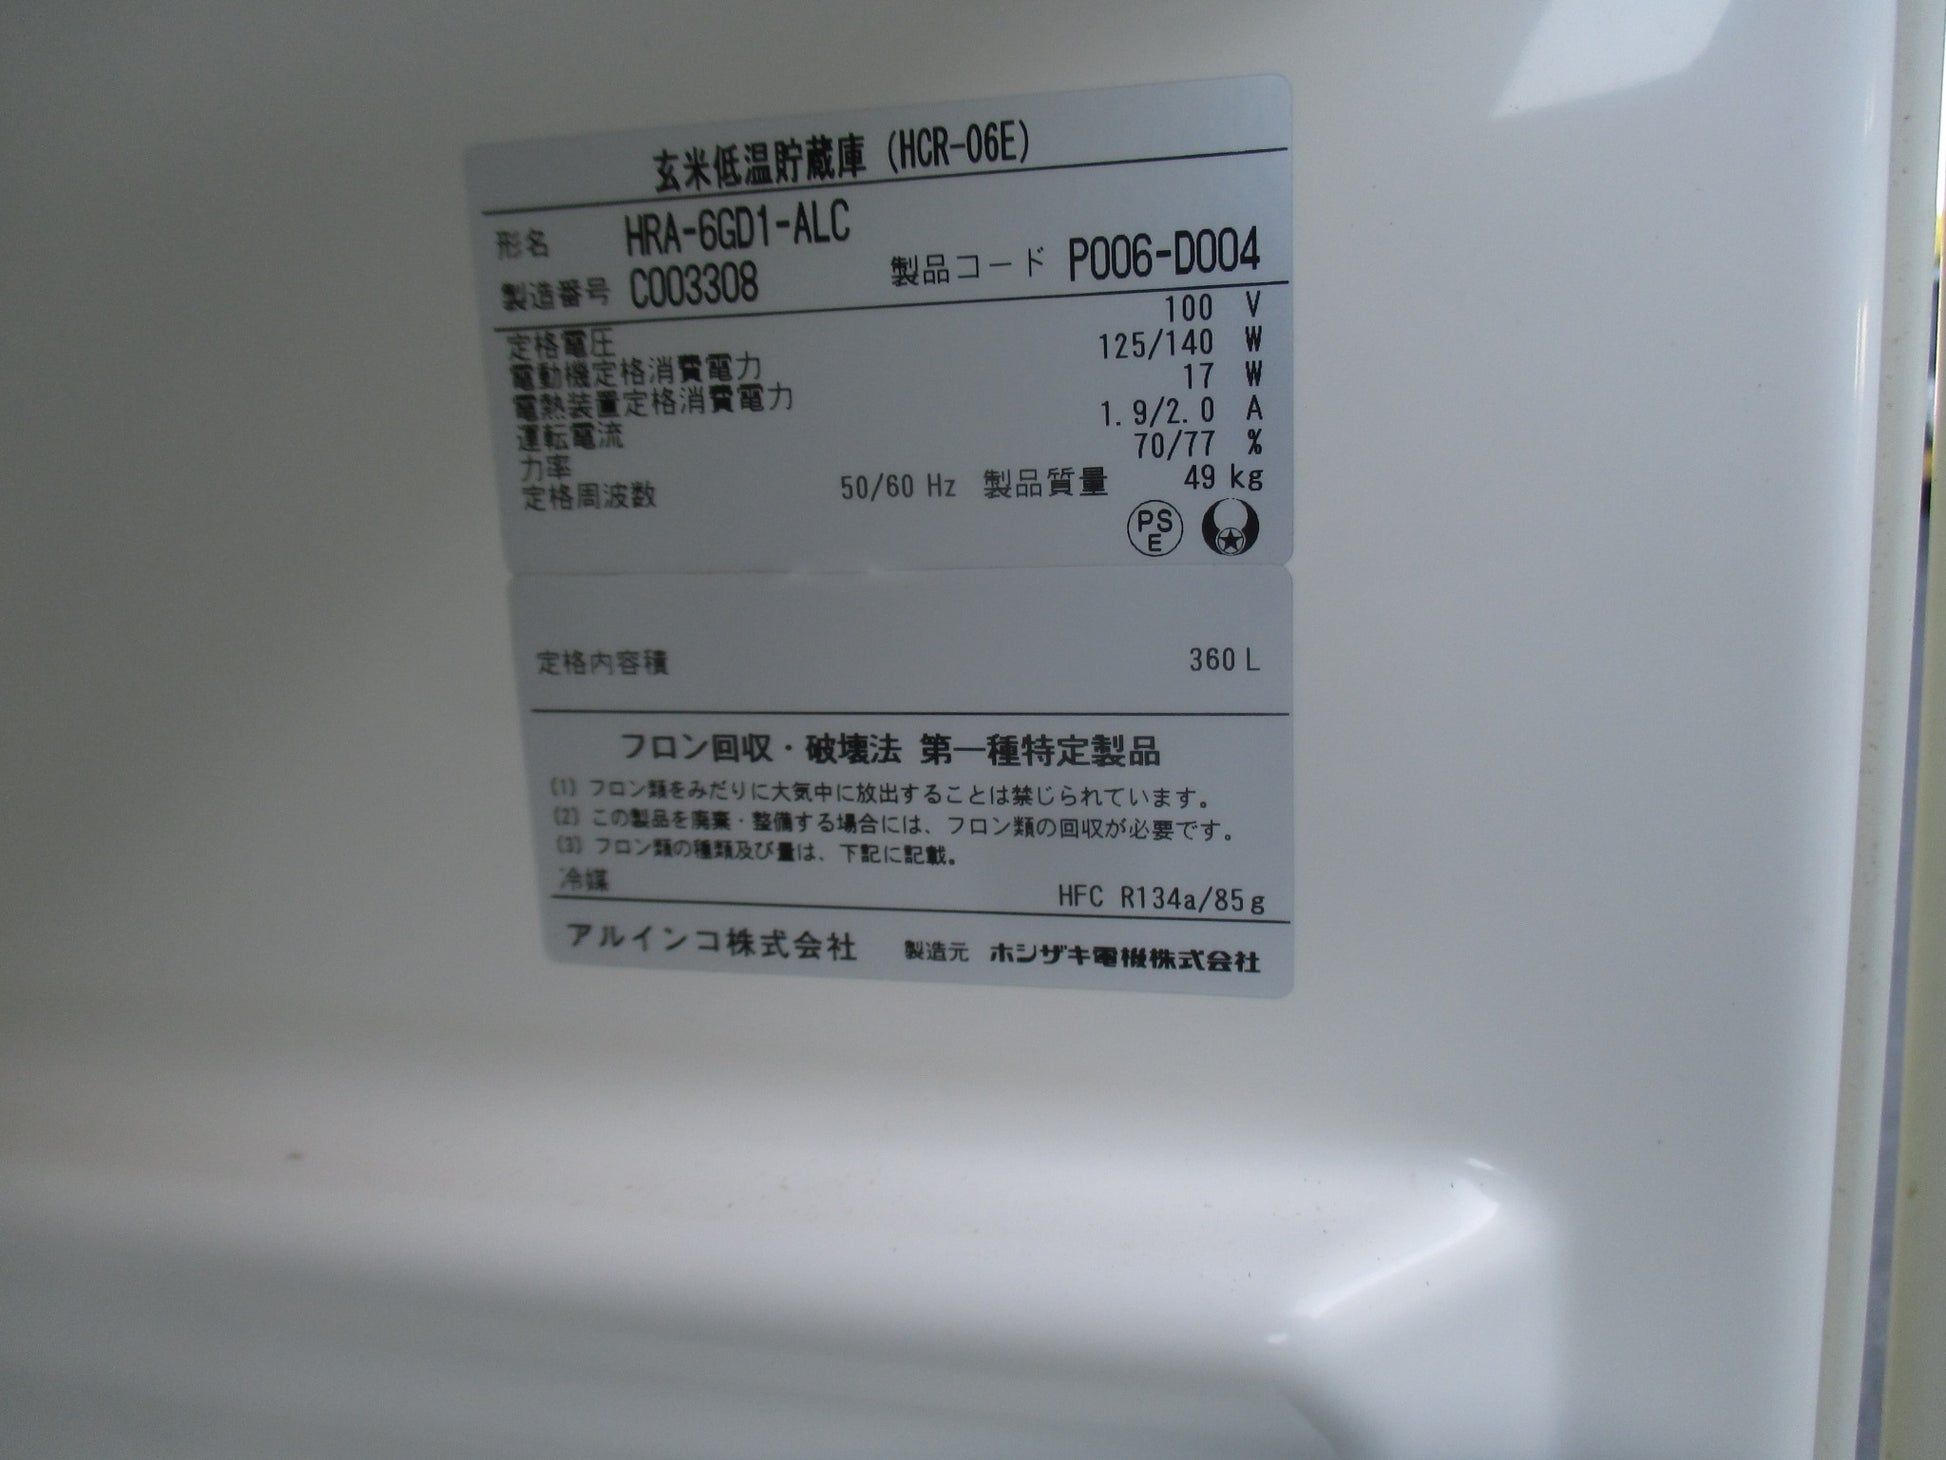 玄米低温貯蔵庫 (HCR-06E)
形名 HRA-6GD1-ALC
製造番号 C003308 製品コード P006-D004
定格電圧 100 V
電動機定格消費電力 125/140 W
電熱装置定格消費電力 17 W
運転電流 1.9/2.0 A
力率 70/77 %
定格周波数 50/60 Hz 製品質量 49 kg
PS
E
定格内容積 360 L
フロン回収・破壊法 第一種特定製品
(1) フロン類をみだりに大気中に放出することは禁じられています。
(2) この製品を廃棄・整備する場合には、フロン類の回収が必要です。
(3) フロン類の種類及び量は、下記に記載。
冷媒 HFC R134a/85g
アルインコ株式会社 製造元 ホシザキ電機株式会社